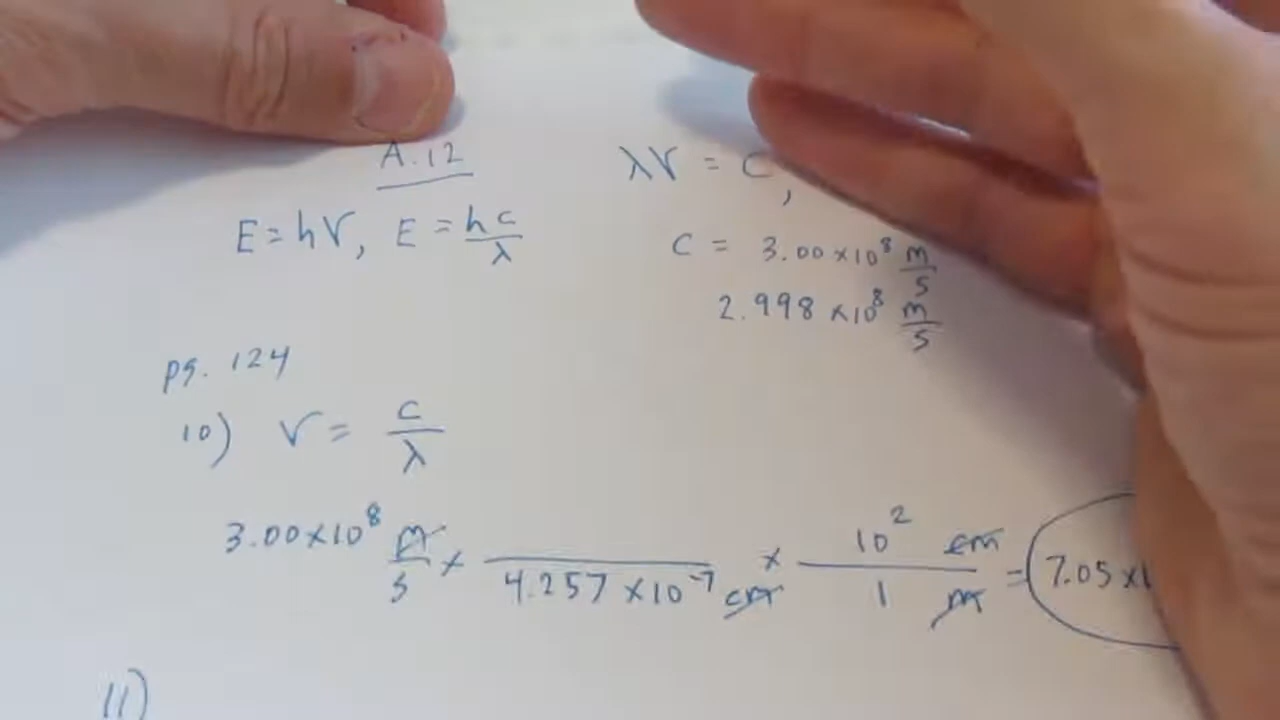 A.12
λν = c,
E = hν, E = hc/λ
c = 3.00 x 10⁸ m/s
2.998 x 10⁸ m/s
pg. 124
10) ν = c/λ
3.00 x 10⁸ m/s x ——/4.257 x 10⁻⁷ cm x 10² cm/1 m = 7.05 x 1
11)